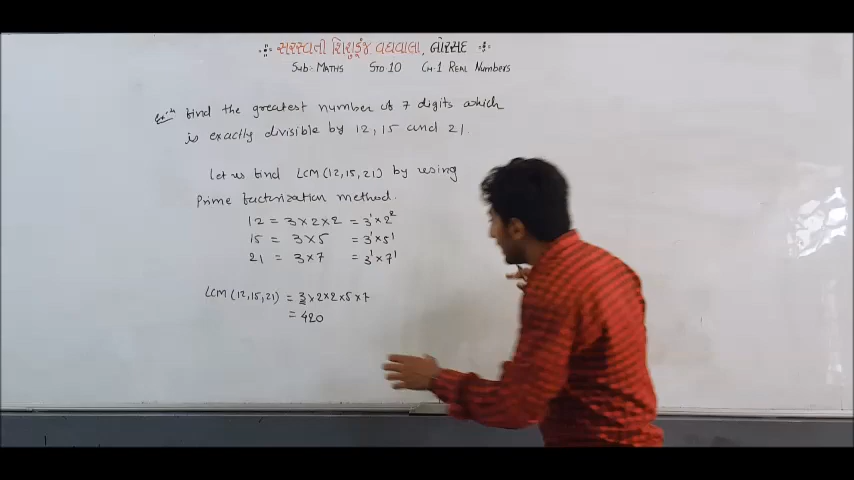 સરસ્વતી શિશુકુંજ વઘવાલા, બોરસદ
Sub: MATHS STD: 10 CH: 1 REAL NUMBERS
Find the greatest number of 7 digits which
is exactly divisible by 12, 15 and 21.
Let us find LCM (12, 15, 21) by using
Prime factorization method.
12 = 3 × 2 × 2 = 3¹ × 2²
15 = 3 × 5 = 3¹ × 5¹
21 = 3 × 7 = 3¹ × 7¹
LCM (12, 15, 21) = 3 × 2 × 2 × 5 × 7
= 420